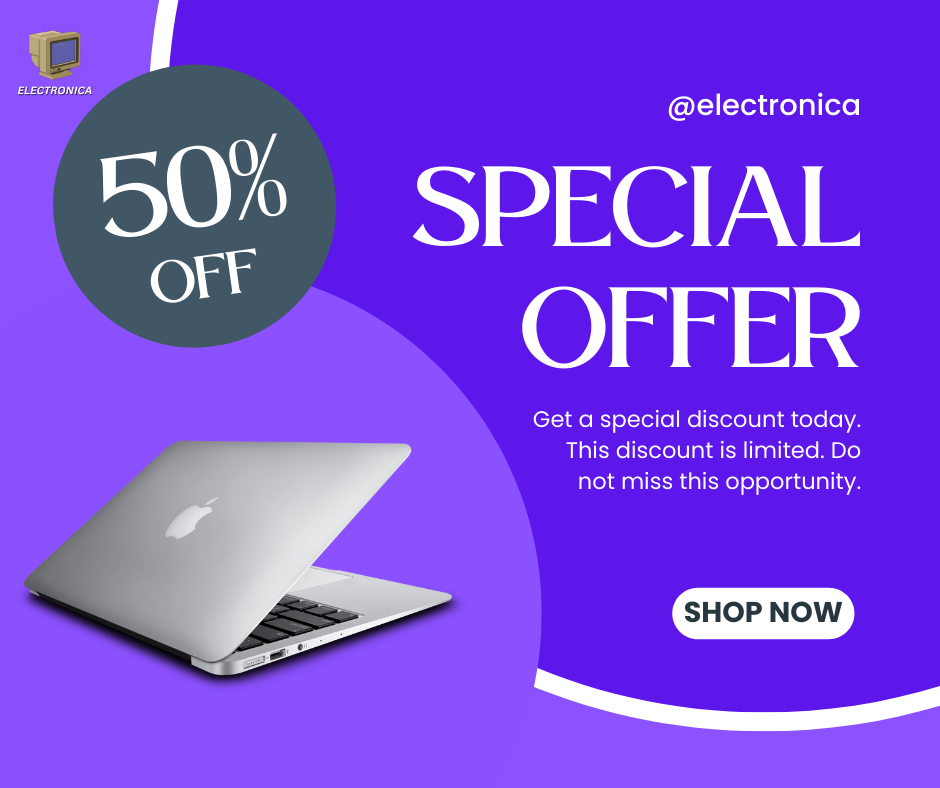 ELECTRONICA
50%
OFF
@electronica
SPECIAL
OFFER
Get a special discount today.
This discount is limited. Do
not miss this opportunity.
SHOP NOW